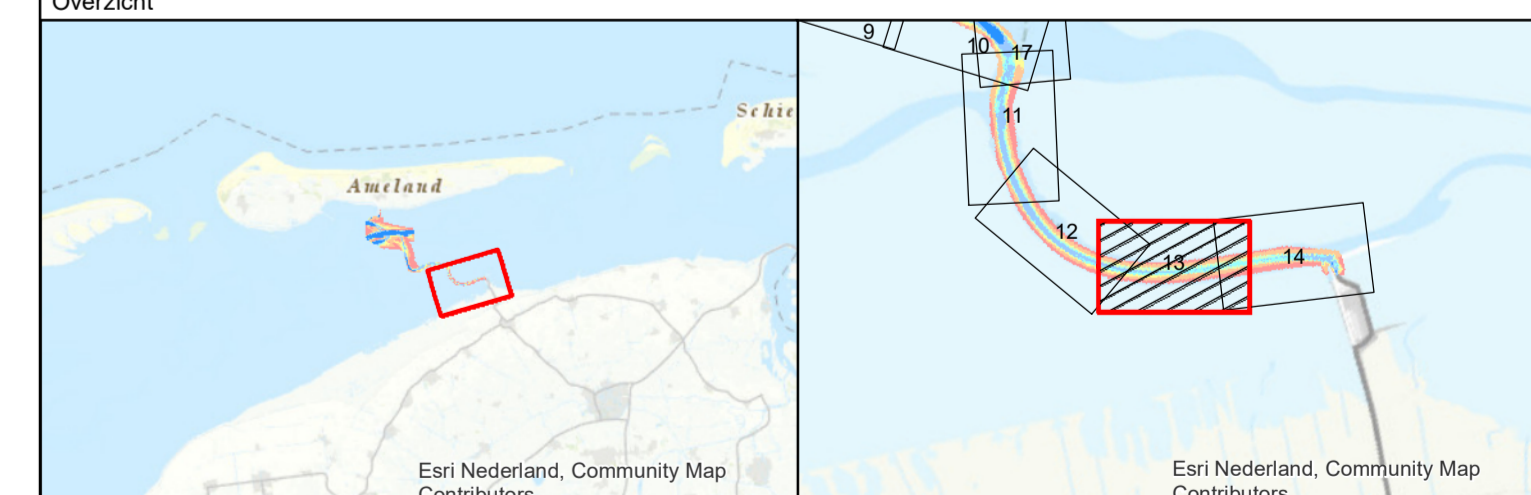 Overzicht
Schie
Ameland
Esri Nederland, Community Map
Contributors
9
10
17
11
12
13
14
Esri Nederland, Community Map
Contributors